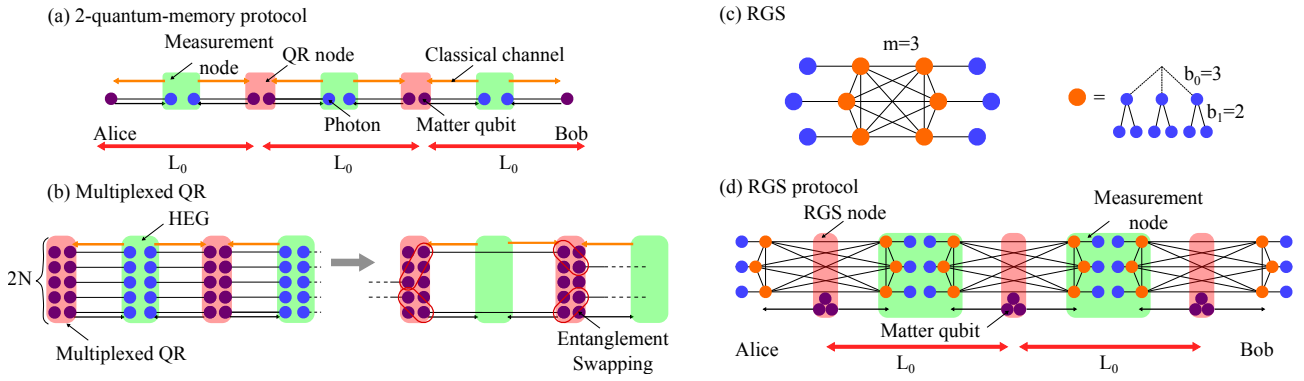 (a) 2-quantum-memory protocol
Measurement
node
QR node
Classical channel
Photon
Matter qubit
Alice
Bob
L₀
L₀
L₀
(b) Multiplexed QR
HEG
2N
Multiplexed QR
Entanglement
Swapping
(c) RGS
m=3
=
b₀=3
b₁=2
(d) RGS protocol
RGS node
Measurement
node
Matter qubit
Alice
Bob
L₀
L₀